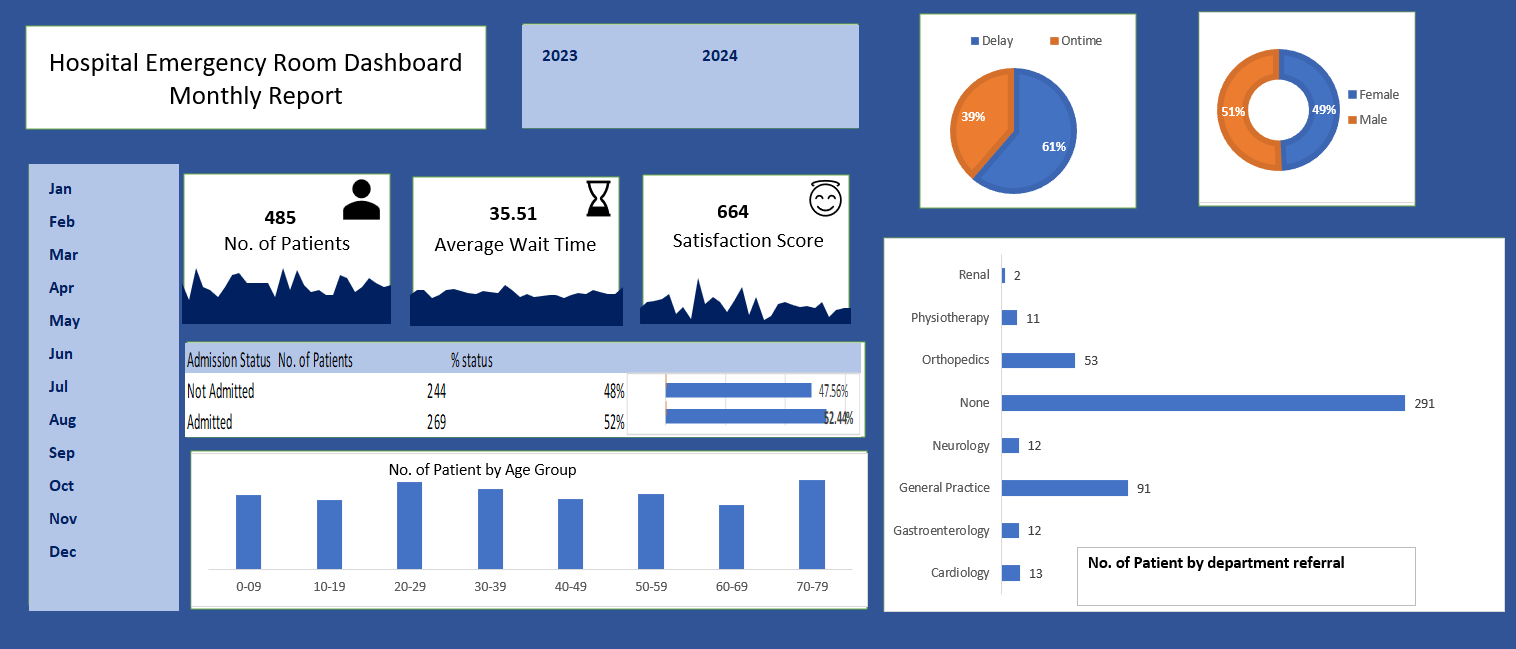 Hospital Emergency Room Dashboard
Monthly Report
2023 2024
Delay Ontime
39%
61%
51% 49%
Female
Male
Jan
Feb
Mar
Apr
May
Jun
Jul
Aug
Sep
Oct
Nov
Dec
485
No. of Patients
35.51
Average Wait Time
664
Satisfaction Score
Admission Status No. of Patients % status
Not Admitted 244 48% 47.56%
Admitted 269 52% 52.44%
No. of Patient by Age Group
0-09 10-19 20-29 30-39 40-49 50-59 60-69 70-79
Renal 2
Physiotherapy 11
Orthopedics 53
None 291
Neurology 12
General Practice 91
Gastroenterology 12
Cardiology 13
No. of Patient by department referral